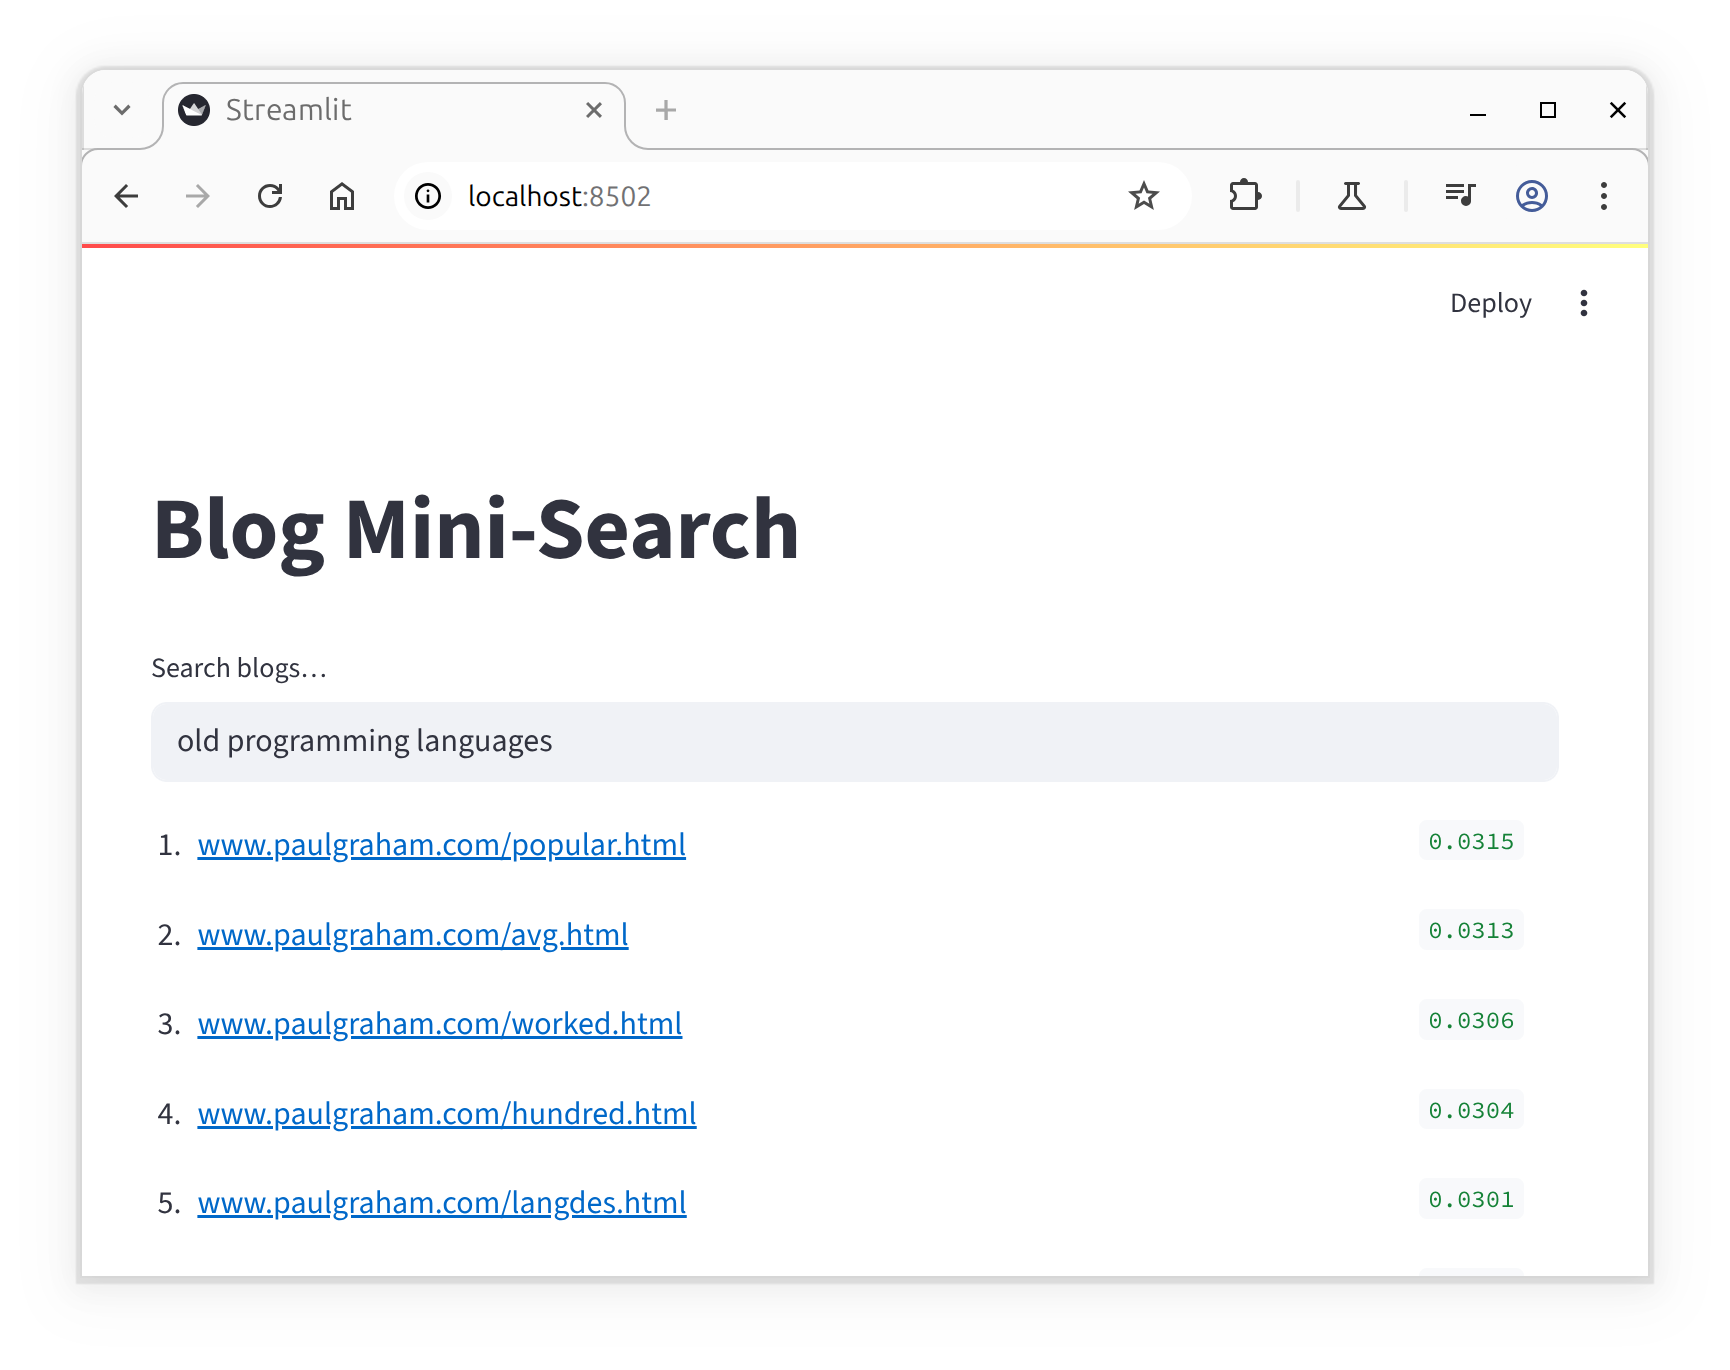 Streamlit
localhost:8502
Deploy
Blog Mini-Search
Search blogs…
old programming languages
1. www.paulgraham.com/popular.html 0.0315
2. www.paulgraham.com/avg.html 0.0313
3. www.paulgraham.com/worked.html 0.0306
4. www.paulgraham.com/hundred.html 0.0304
5. www.paulgraham.com/langdes.html 0.0301